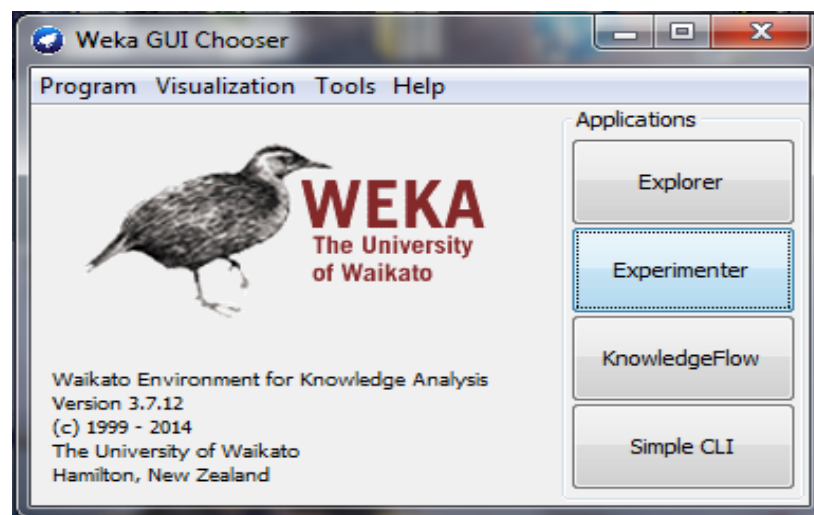 Weka GUI Chooser
Program Visualization Tools Help
Applications
Explorer
WEKA
The University
of Waikato
Experimenter
KnowledgeFlow
Waikato Environment for Knowledge Analysis
Version 3.7.12
(c) 1999 - 2014
The University of Waikato
Hamilton, New Zealand
Simple CLI